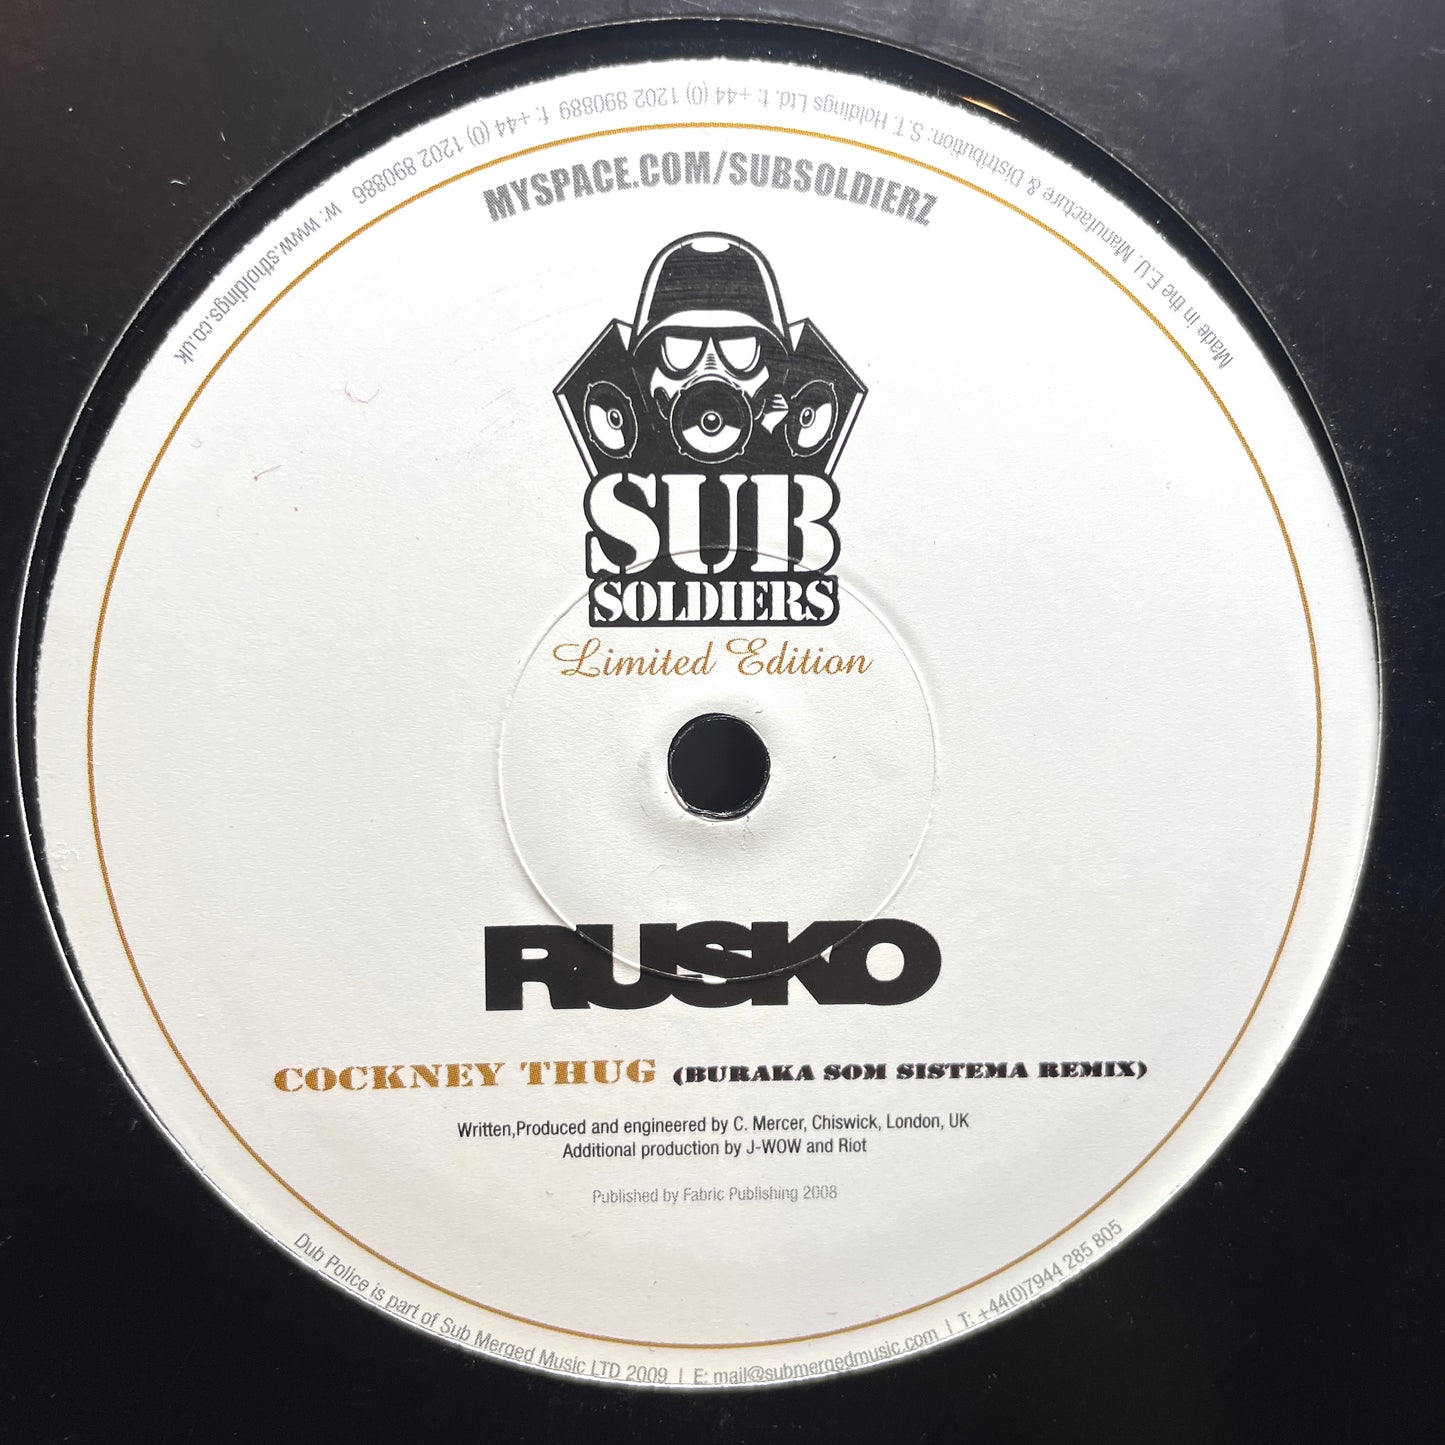 Made in the E.U. Manufacture & Distribution: S.T. Holdings Ltd. t: +44 (0) 1202 890889 f: +44 (0) 1202 890886 w: www.stholdings.co.uk
MYSPACE.COM/SUBSOLDIERZ
SUB
SOLDIERS
Limited Edition
RUSKO
COCKNEY THUG (BURAKA SOM SISTEMA REMIX)
Written,Produced and engineered by C. Mercer, Chiswick, London, UK
Additional production by J-WOW and Riot
Published by Fabric Publishing 2008
Dub Police is part of Sub Merged Music LTD 2009 | E: mail@submergedmusic.com | T: +44(0)7944 285 805